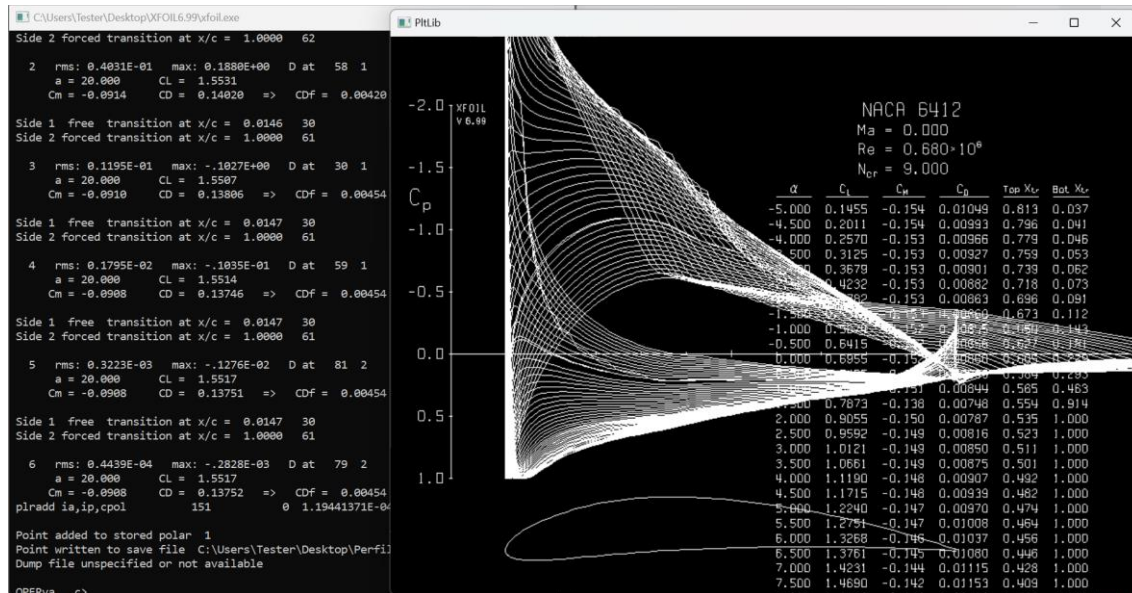 C:\Users\Tester\Desktop\XFOIL6.99\xfoil.exe
Side 2 forced transition at x/c = 1.0000 62
2 rms: 0.4031E-01 max: 0.1880E+00 D at 58 1
a = 20.000 CL = 1.5531
Cm = -0.0914 CD = 0.14020 => CDf = 0.00420
Side 1 free transition at x/c = 0.0146 30
Side 2 forced transition at x/c = 1.0000 61
3 rms: 0.1195E-01 max: -.1027E+00 D at 30 1
a = 20.000 CL = 1.5507
Cm = -0.0910 CD = 0.13806 => CDf = 0.00454
Side 1 free transition at x/c = 0.0147 30
Side 2 forced transition at x/c = 1.0000 61
4 rms: 0.1795E-02 max: -.1035E-01 D at 59 1
a = 20.000 CL = 1.5514
Cm = -0.0908 CD = 0.13746 => CDf = 0.00454
Side 1 free transition at x/c = 0.0147 30
Side 2 forced transition at x/c = 1.0000 61
5 rms: 0.3223E-03 max: -.1276E-02 D at 81 2
a = 20.000 CL = 1.5517
Cm = -0.0908 CD = 0.13751 => CDf = 0.00454
Side 1 free transition at x/c = 0.0147 30
Side 2 forced transition at x/c = 1.0000 61
6 rms: 0.4439E-04 max: -.2828E-03 D at 79 2
a = 20.000 CL = 1.5517
Cm = -0.0908 CD = 0.13752 => CDf = 0.00454
plradd ia,ip,cpol 151 0 1.19441371E-04
Point added to stored polar 1
Point written to save file C:\Users\Tester\Desktop\Perfil
Dump file unspecified or not available
OPERva c>
PltLib
XFOIL
V 6.99
-2.0
-1.5
Cp
-1.0
-0.5
0.0
0.5
1.0
NACA 6412
Ma = 0.000
Re = 0.680×10⁶
Ncr = 9.000
α CL CM CD Top Xtr Bot Xtr
-5.000 0.1455 -0.154 0.01049 0.813 0.037
-4.500 0.2011 -0.154 0.00993 0.796 0.041
-4.000 0.2570 -0.153 0.00966 0.779 0.046
0.3125 -0.153 0.00927 0.759 0.053
0.3679 -0.153 0.00901 0.739 0.062
0.4232 -0.153 0.00882 0.718 0.073
-0.153 0.00863 0.696 0.091
-1.500 0.673 0.112
-1.000
-0.500 0.6415
0.000 0.6955
0.00844 0.565 0.463
0.7873 -0.138 0.00748 0.554 0.914
2.000 0.9055 -0.150 0.00787 0.535 1.000
2.500 0.9592 -0.149 0.00816 0.523 1.000
3.000 1.0121 -0.149 0.00850 0.511 1.000
3.500 1.0661 -0.149 0.00875 0.501 1.000
4.000 1.1190 -0.148 0.00907 0.492 1.000
4.500 1.1715 -0.148 0.00939 0.482 1.000
5.000 1.2240 -0.147 0.00970 0.474 1.000
5.500 1.2751 -0.147 0.01008 0.464 1.000
6.000 1.3268 -0.146 0.01037 0.456 1.000
6.500 1.3761 -0.145 0.01080 0.446 1.000
7.000 1.4231 -0.144 0.01115 0.428 1.000
7.500 1.4690 -0.142 0.01153 0.409 1.000